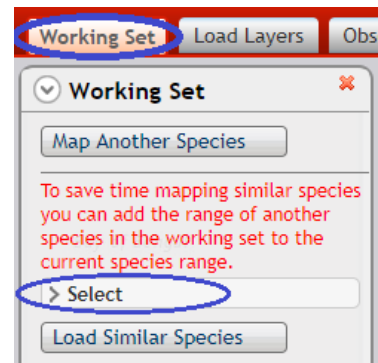 Working Set Load Layers Obs
Working Set
Map Another Species
To save time mapping similar species
you can add the range of another
species in the working set to the
current species range.
> Select
Load Similar Species